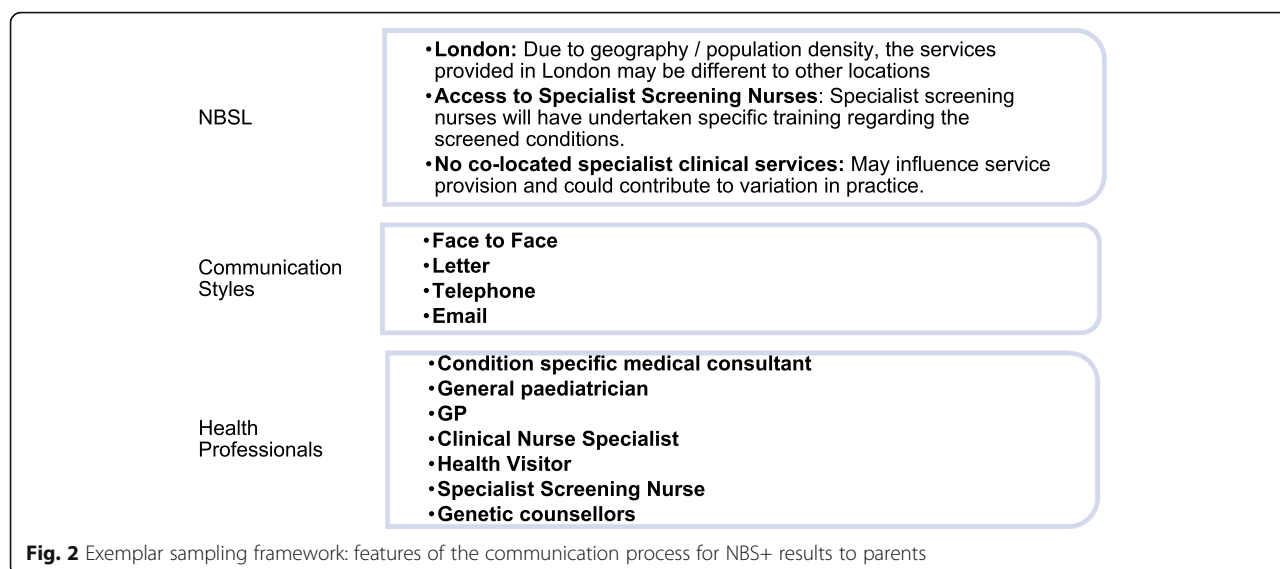 NBSL
•London: Due to geography / population density, the services
provided in London may be different to other locations
•Access to Specialist Screening Nurses: Specialist screening
nurses will have undertaken specific training regarding the
screened conditions.
•No co-located specialist clinical services: May influence service
provision and could contribute to variation in practice.
Communication
Styles
•Face to Face
•Letter
•Telephone
•Email
Health
Professionals
•Condition specific medical consultant
•General paediatrician
•GP
•Clinical Nurse Specialist
•Health Visitor
•Specialist Screening Nurse
•Genetic counsellors
Fig. 2 Exemplar sampling framework: features of the communication process for NBS+ results to parents